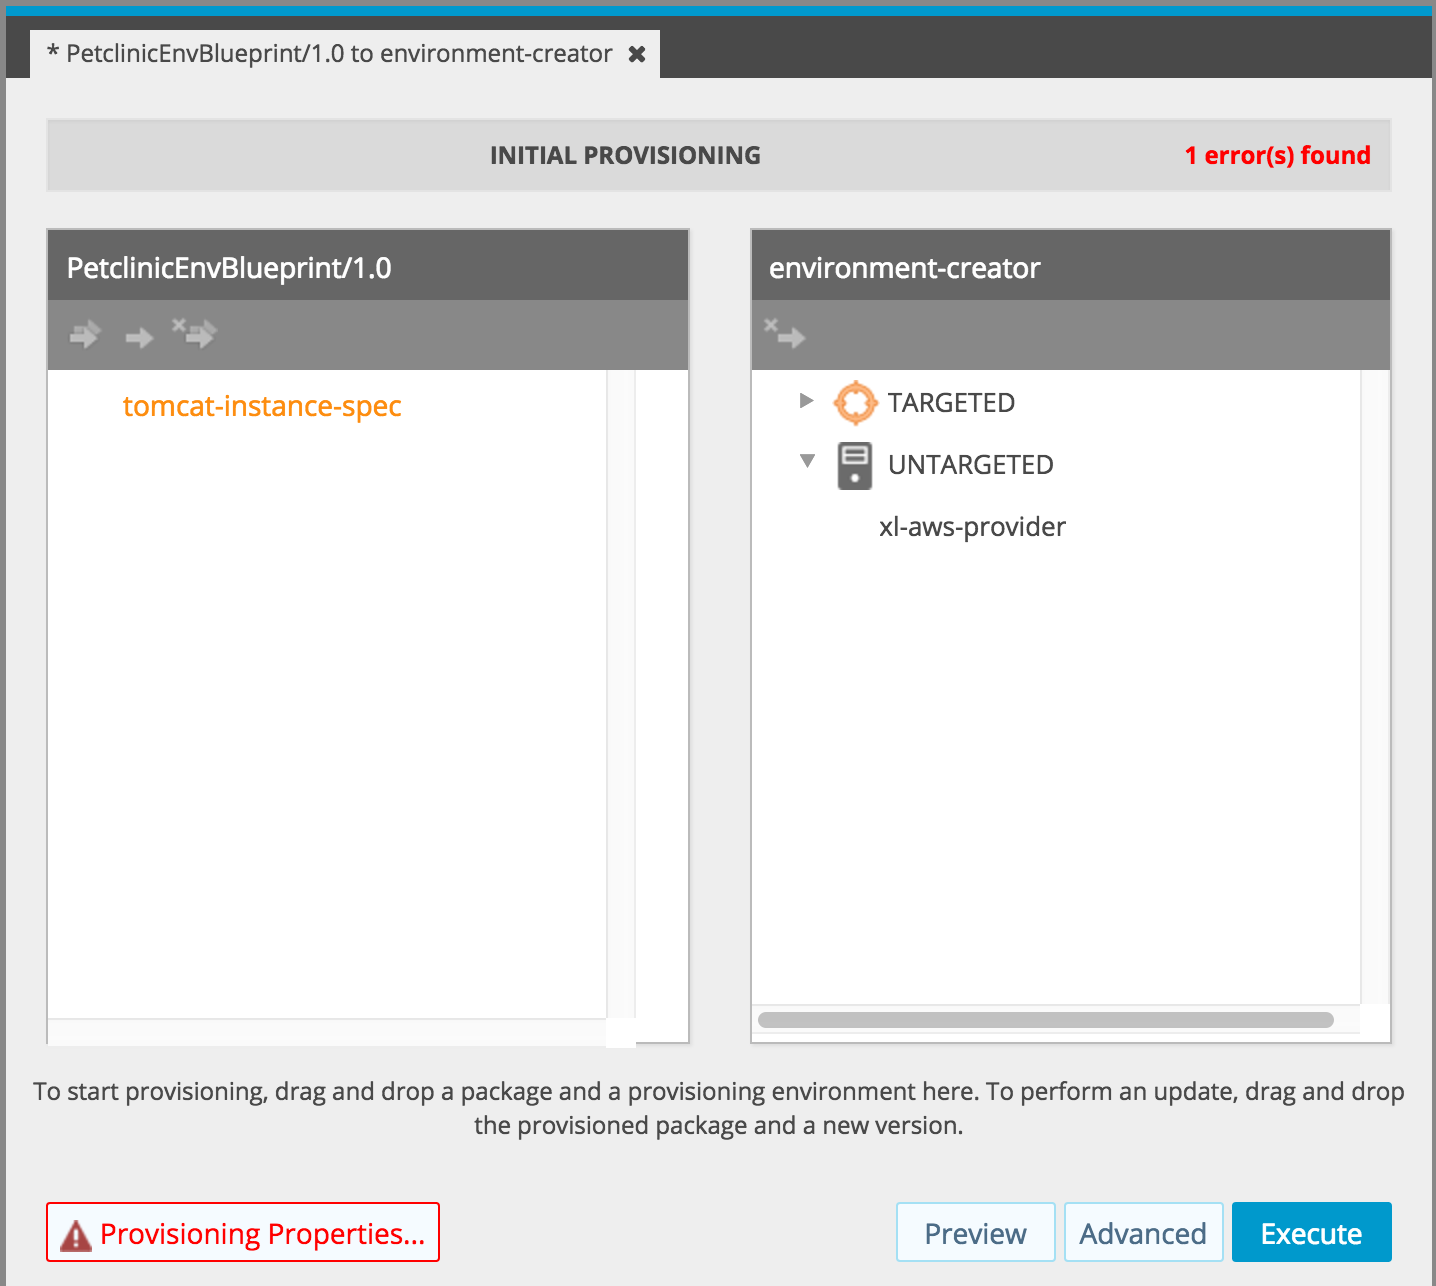 * PetclinicEnvBlueprint/1.0 to environment-creator ✖
INITIAL PROVISIONING
1 error(s) found
PetclinicEnvBlueprint/1.0
tomcat-instance-spec
environment-creator
TARGETED
UNTARGETED
xl-aws-provider
To start provisioning, drag and drop a package and a provisioning environment here. To perform an update, drag and drop
the provisioned package and a new version.
Provisioning Properties...
Preview
Advanced
Execute